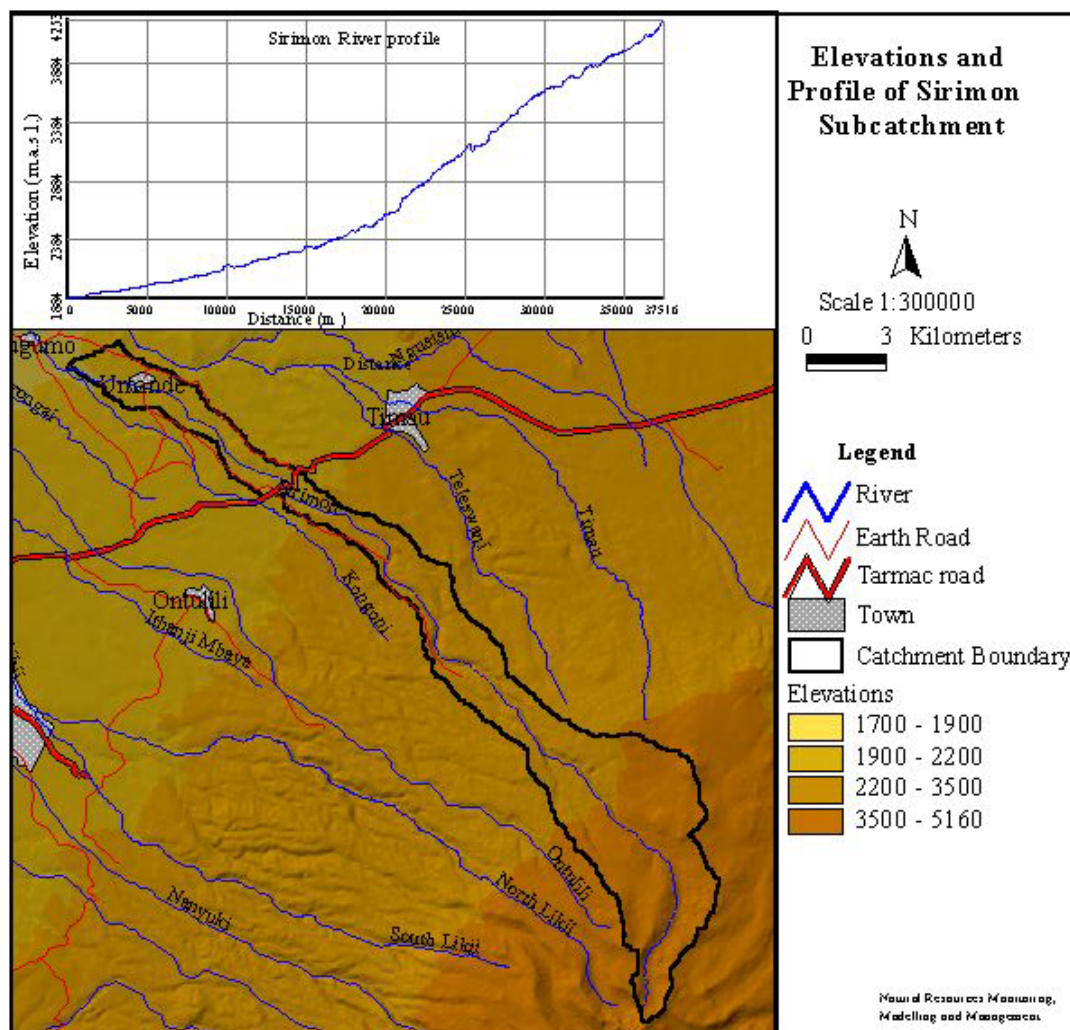 Sirimon River profile
Elevation (m.a.s.l.)
4253
3884
3384
2884
2384
1884
0
5000
10000
15000
20000
25000
30000
35000
37516
Distance (m.)
Elevations and
Profile of Sirimon
Subcatchment
N
Scale 1:300000
0 3 Kilometers
Legend
River
Earth Road
Tarmac road
Town
Catchment Boundary
Elevations
1700 - 1900
1900 - 2200
2200 - 3500
3500 - 5160
Natural Resources Monitoring,
Modelling and Management
ugumo
Umande
Distance
Timau
Sirimon
Teleswani
Timau
Kongoni
Ontulili
Ithanji Mbaya
Ontulili
North Likii
South Likii
Nanyuki